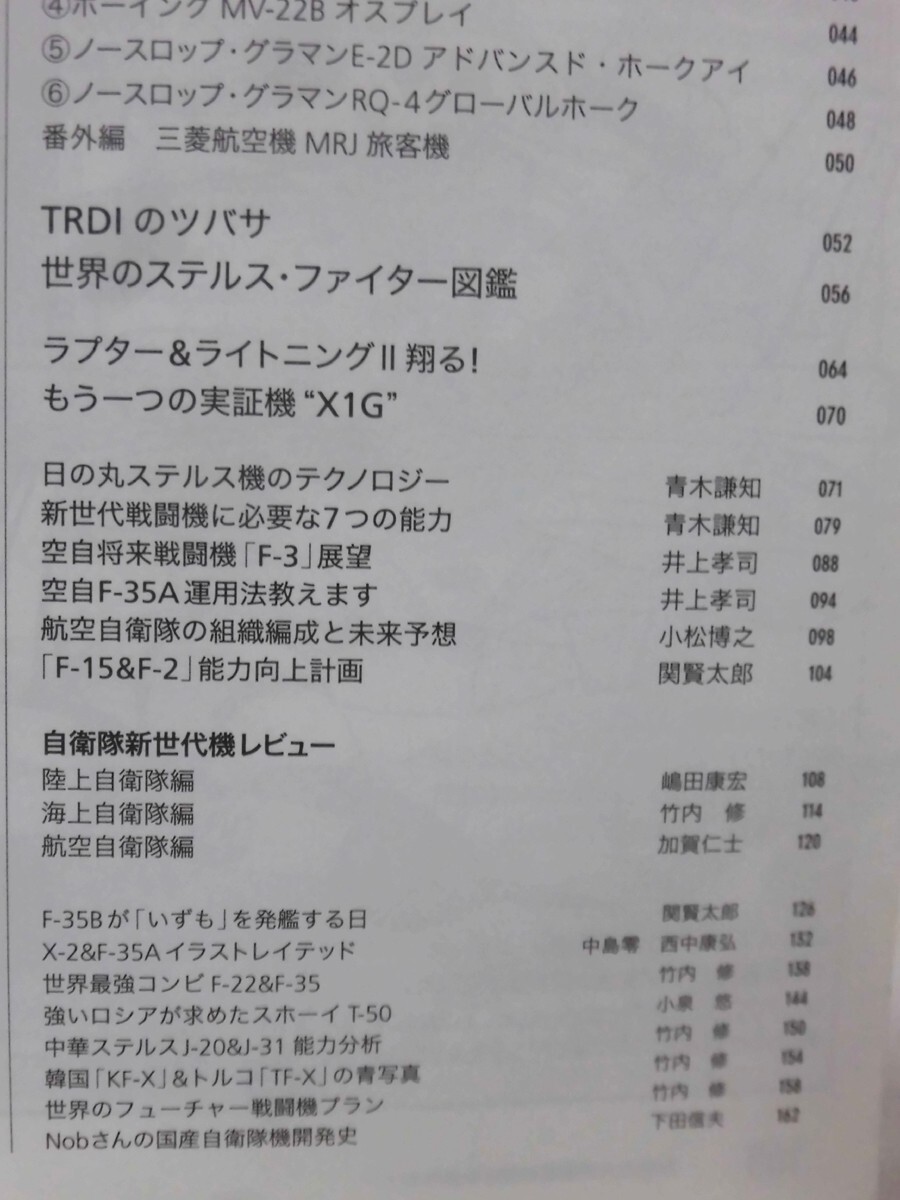 ④ボーイング MV-22B オスプレイ 044
⑤ノースロップ・グラマンE-2D アドバンスド・ホークアイ 046
⑥ノースロップ・グラマンRQ-4グローバルホーク 048
番外編 三菱航空機 MRJ 旅客機 050
TRDI のツバサ 052
世界のステルス・ファイター図鑑 056
ラプター&ライトニングⅡ翔る! 064
もう一つの実証機 “X1G” 070
日の丸ステルス機のテクノロジー 青木謙知 071
新世代戦闘機に必要な7つの能力 青木謙知 079
空自将来戦闘機「F-3」展望 井上孝司 088
空自F-35A運用法教えます 井上孝司 094
航空自衛隊の組織編成と未来予想 小松博之 098
「F-15&F-2」能力向上計画 関賢太郎 104
自衛隊新世代機レビュー
陸上自衛隊編 嶋田康宏 108
海上自衛隊編 竹内 修 114
航空自衛隊編 加賀仁士 120
F-35Bが「いずも」を発艦する日 関賢太郎 126
X-2&F-35Aイラストレイテッド 中島零 西中康弘 132
世界最強コンビ F-22&F-35 竹内 修 138
強いロシアが求めたスホーイ T-50 小泉 悠 144
中華ステルスJ-20&J-31 能力分析 竹内 修 150
韓国「KF-X」&トルコ「TF-X」の青写真 竹内 修 154
世界のフューチャー戦闘機プラン 竹内 修 158
Nobさんの国産自衛隊機開発史 下田信夫 162